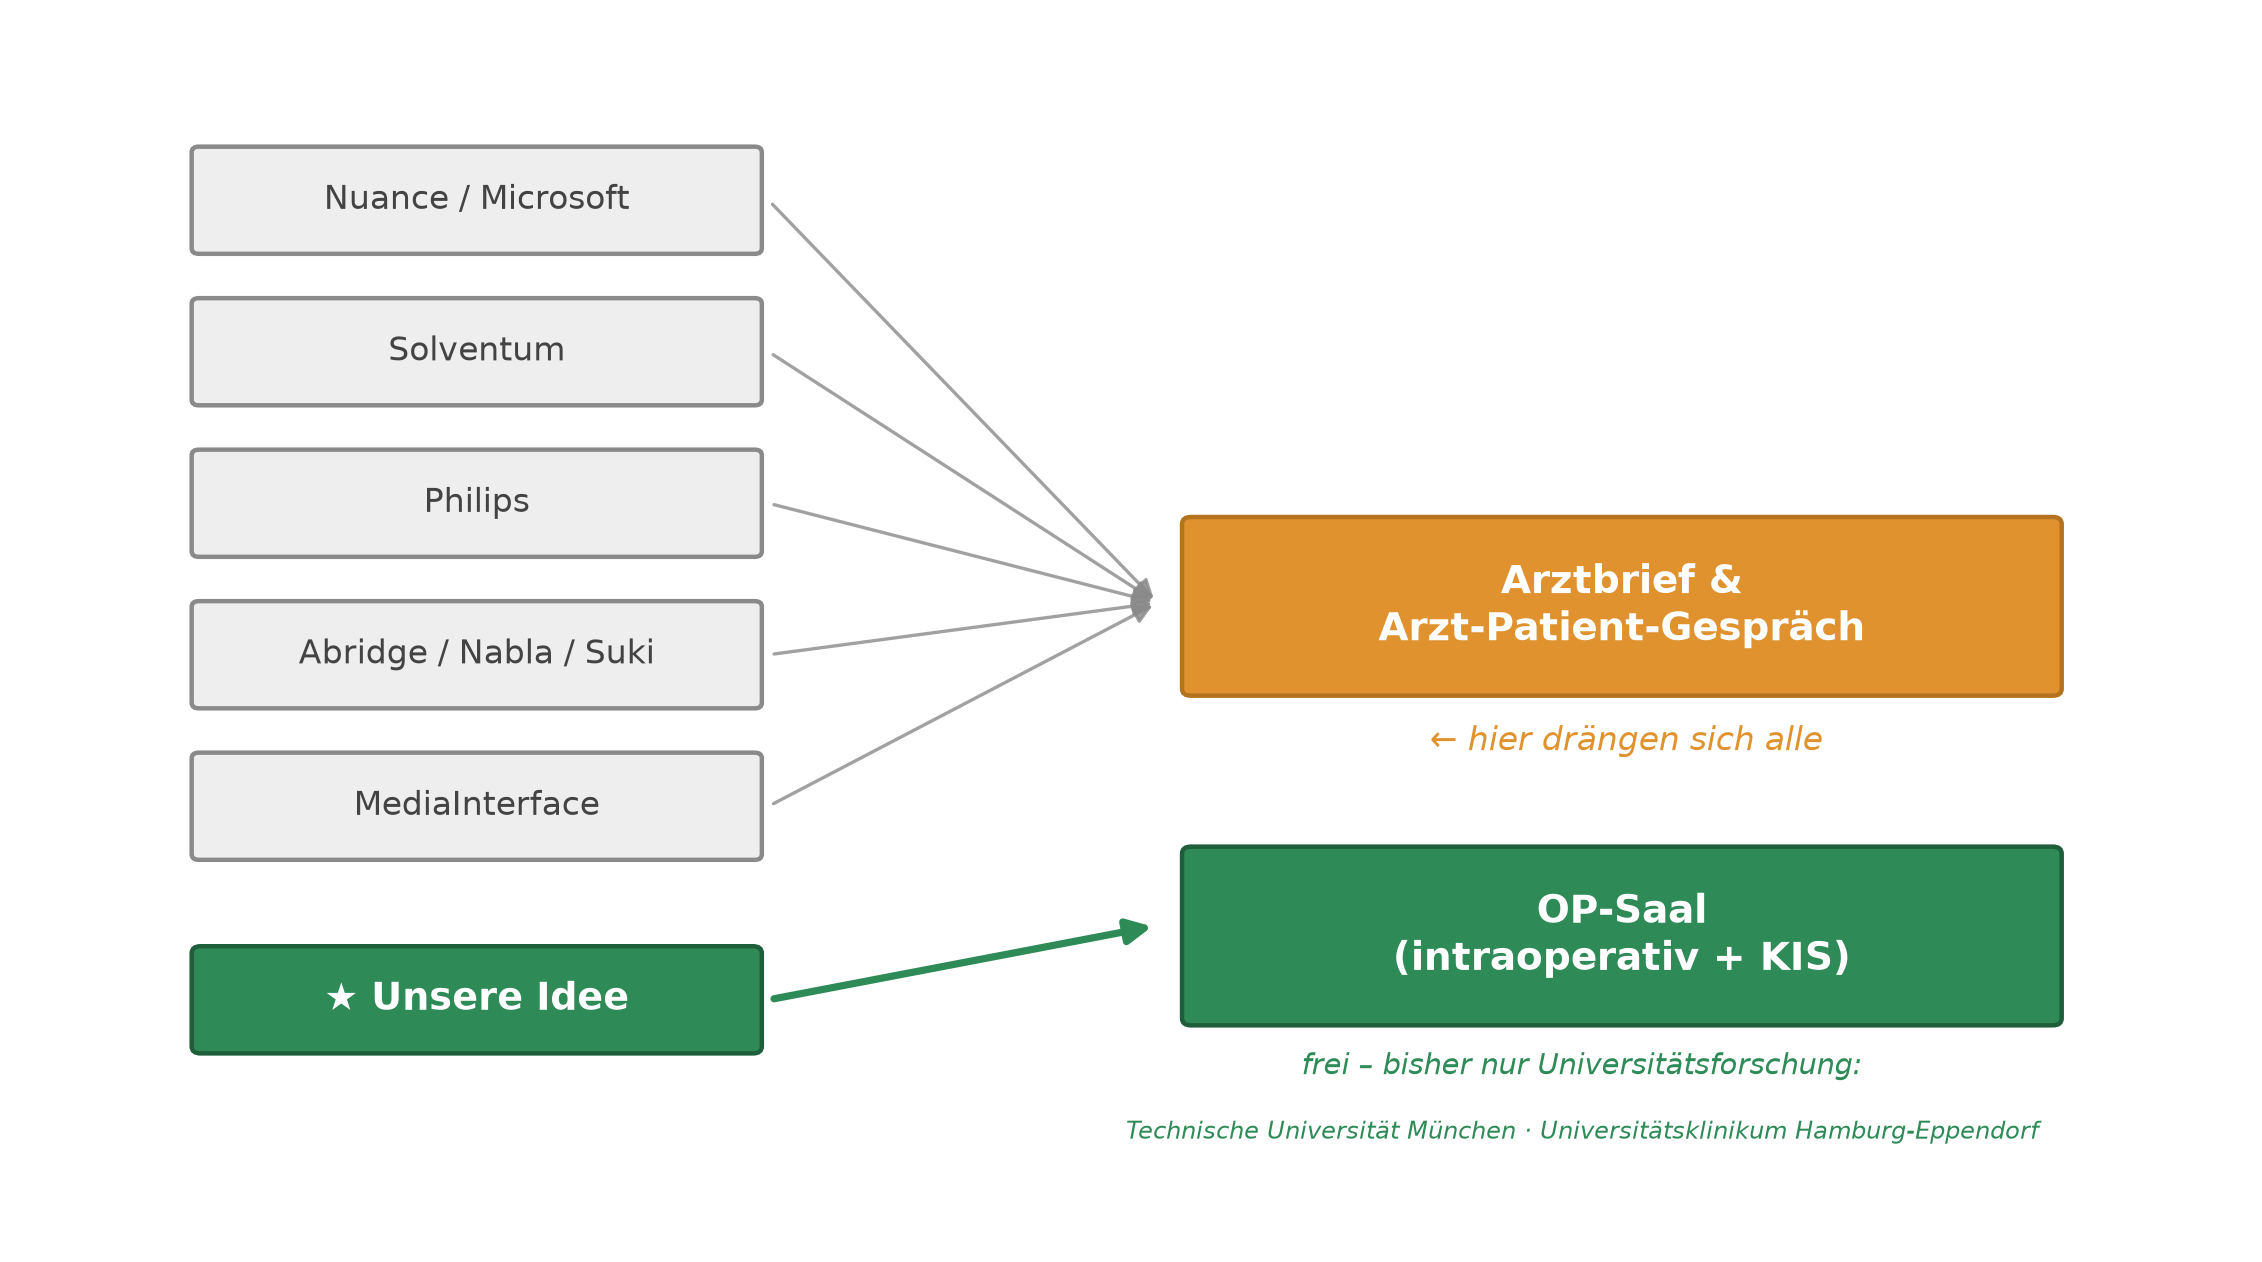 Nuance / Microsoft
Solventum
Philips
Abridge / Nabla / Suki
MediaInterface
★ Unsere Idee
Arztbrief &
Arzt-Patient-Gespräch
← hier drängen sich alle
OP-Saal
(intraoperativ + KIS)
frei – bisher nur Universitätsforschung:
Technische Universität München · Universitätsklinikum Hamburg-Eppendorf